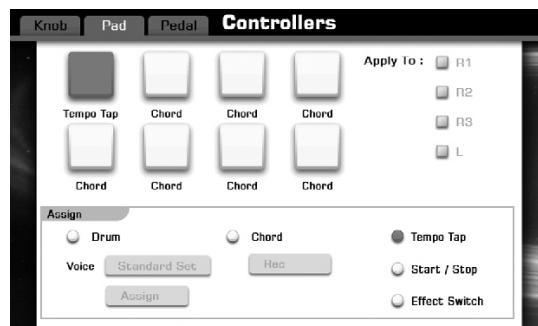 Knob Pad Pedal Controllers
Apply To : R1
R2
Tempo Tap Chord Chord Chord
R3
L
Chord Chord Chord Chord
Assign
Drum Chord Tempo Tap
Voice Standard Set Rec Start / Stop
Assign Effect Switch